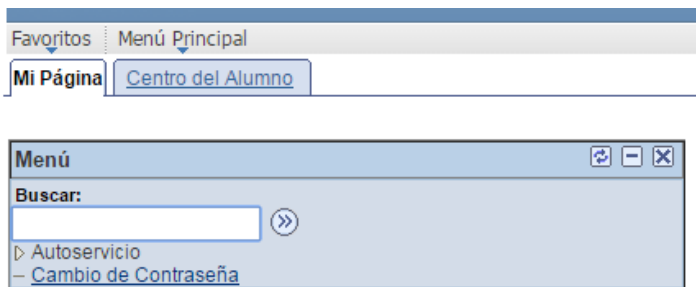 Favoritos Menú Principal
Mi Página Centro del Alumno
Menú
Buscar:
Autoservicio
Cambio de Contraseña